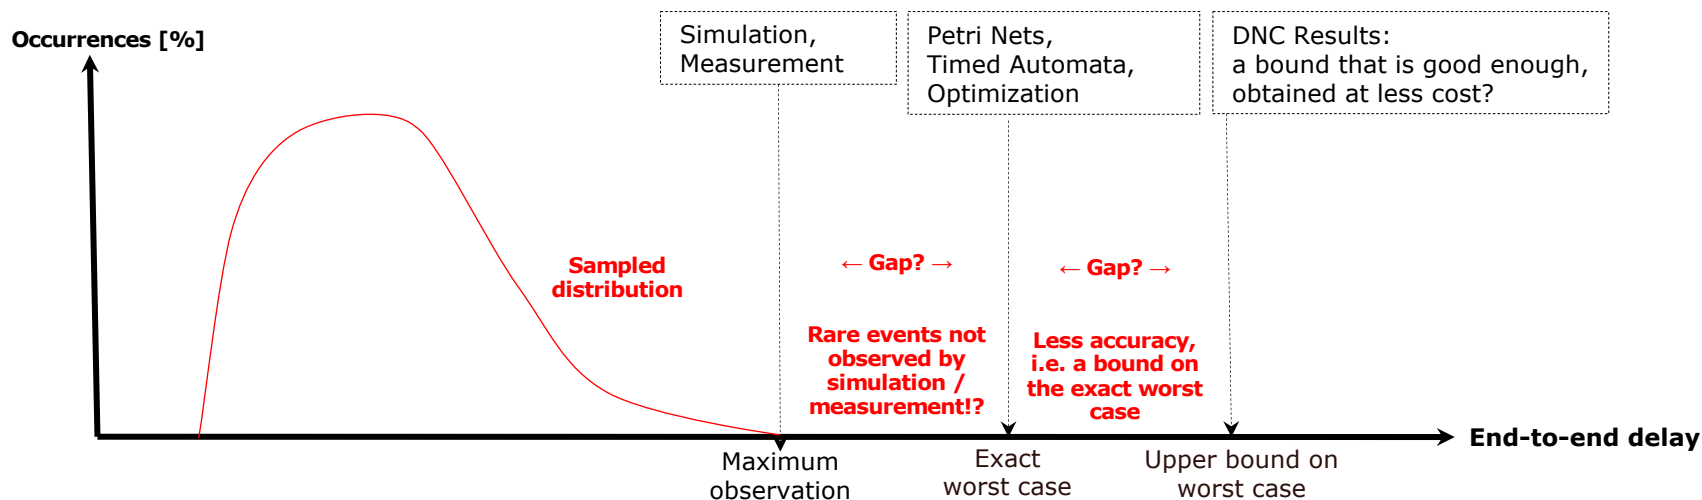 Occurrences [%]
Simulation,
Measurement
Petri Nets,
Timed Automata,
Optimization
DNC Results:
a bound that is good enough,
obtained at less cost?
Sampled
distribution
← Gap? →
← Gap? →
Rare events not
observed by
simulation /
measurement!?
Less accuracy,
i.e. a bound on
the exact worst
case
End-to-end delay
Maximum
observation
Exact
worst case
Upper bound on
worst case